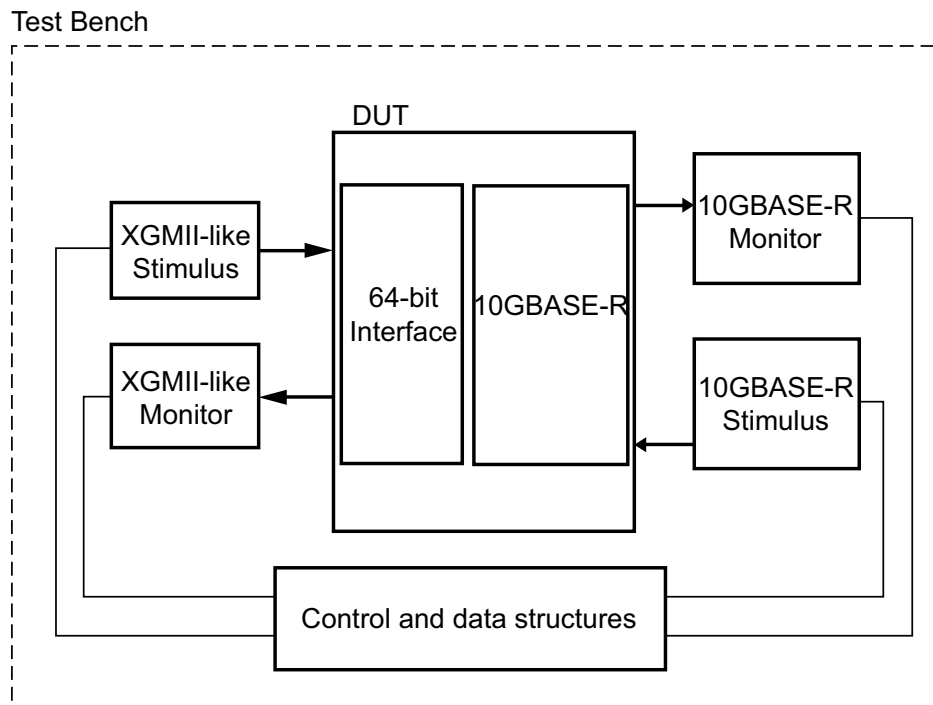 Test Bench
DUT
XGMII-like
Stimulus
XGMII-like
Monitor
64-bit
Interface
10GBASE-R
10GBASE-R
Monitor
10GBASE-R
Stimulus
Control and data structures